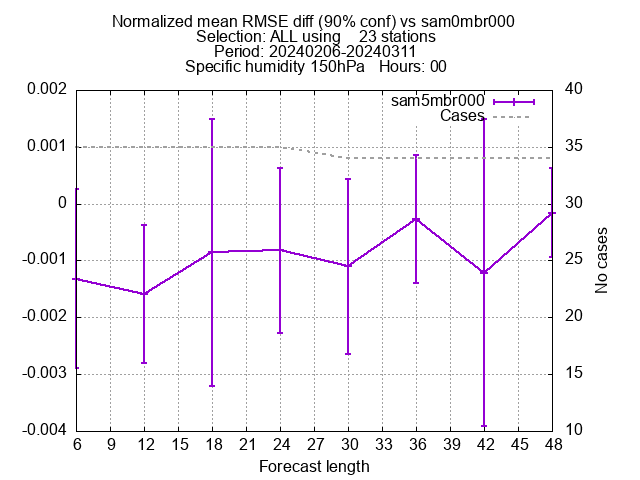 Normalized mean RMSE diff (90% conf) vs sam0mbr000
Selection: ALL using    23 stations
Period: 20240206-20240311
Specific humidity 150hPa   Hours: 00
0.002
0.001
0
-0.001
-0.002
-0.003
-0.004
40
35
30
25
20
15
10
sam5mbr000
Cases
No cases
6 9 12 15 18 21 24 27 30 33 36 39 42 45 48
Forecast length